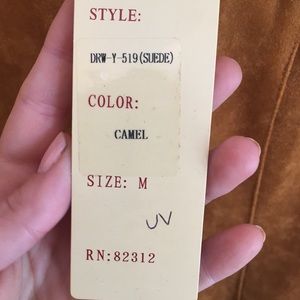 STYLE:
DRW-Y-519(SUEDE)
COLOR:
CAMEL
SIZE: M
UV
RN:82312